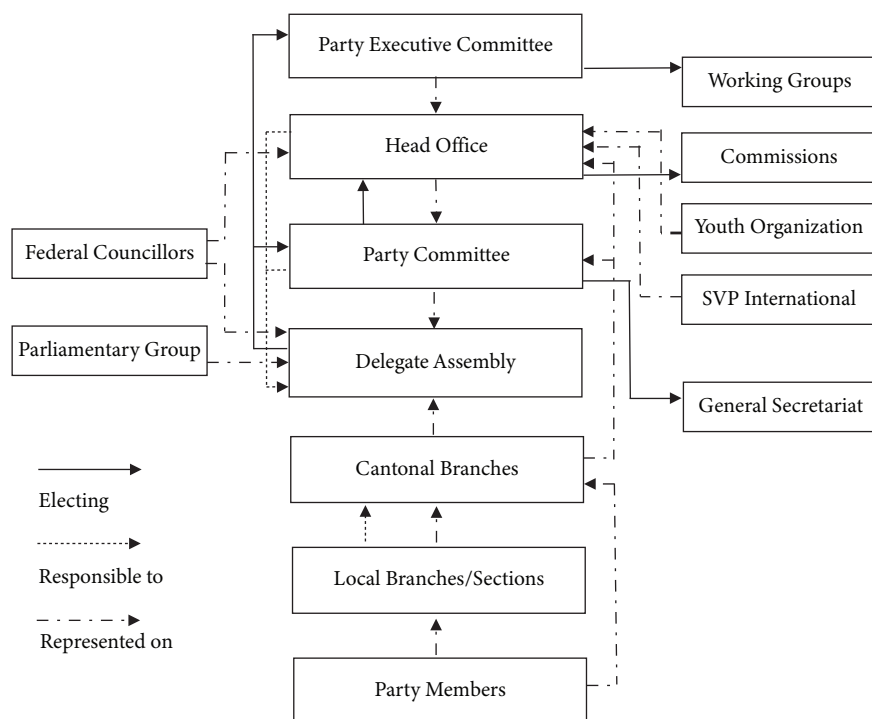 Party Executive Committee
Working Groups
Head Office
Commissions
Youth Organization
Federal Councillors
Party Committee
SVP International
Parliamentary Group
Delegate Assembly
General Secretariat
Cantonal Branches
Electing
Local Branches/Sections
Responsible to
Represented on
Party Members